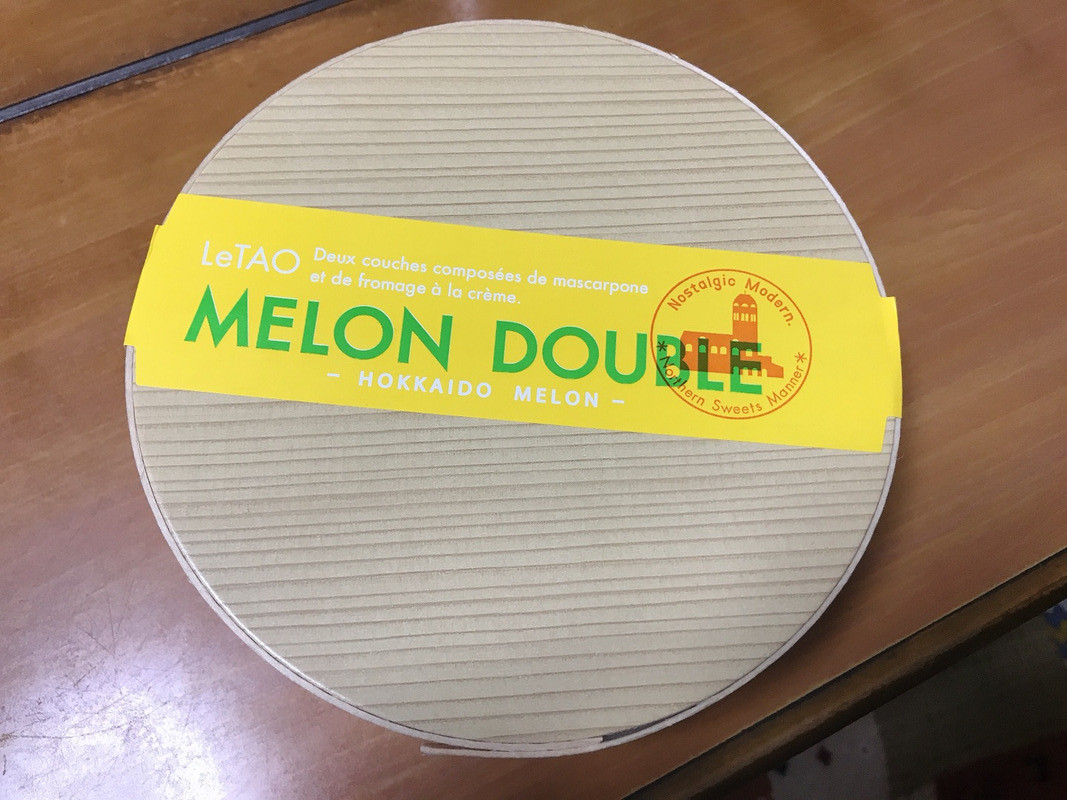 LeTAO
Deux couches composées de mascarpone
et de fromage à la crème.
MELON DOUBLE
– HOKKAIDO MELON –
Nostalgic Modern.
* Northern Sweets Manner *